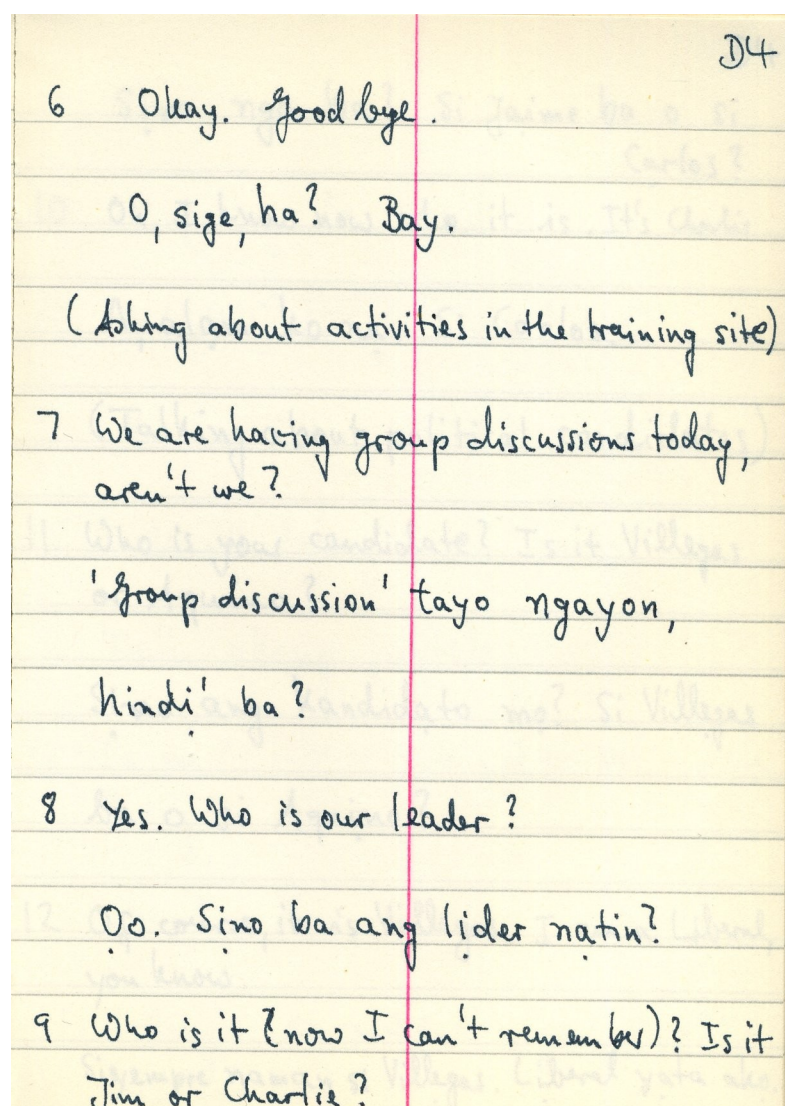 D4
6 Okay. Goodbye.
O, sige, ha? Bay.
(Asking about activities in the training site)
7 We are having group discussions today,
aren't we?
'Group discussion' tayo ngayon,
hindi' ba?
8 Yes. Who is our leader?
Oo. Sino ba ang lider natin?
9 Who is it (now I can't remember)? Is it
Jim or Charlie?